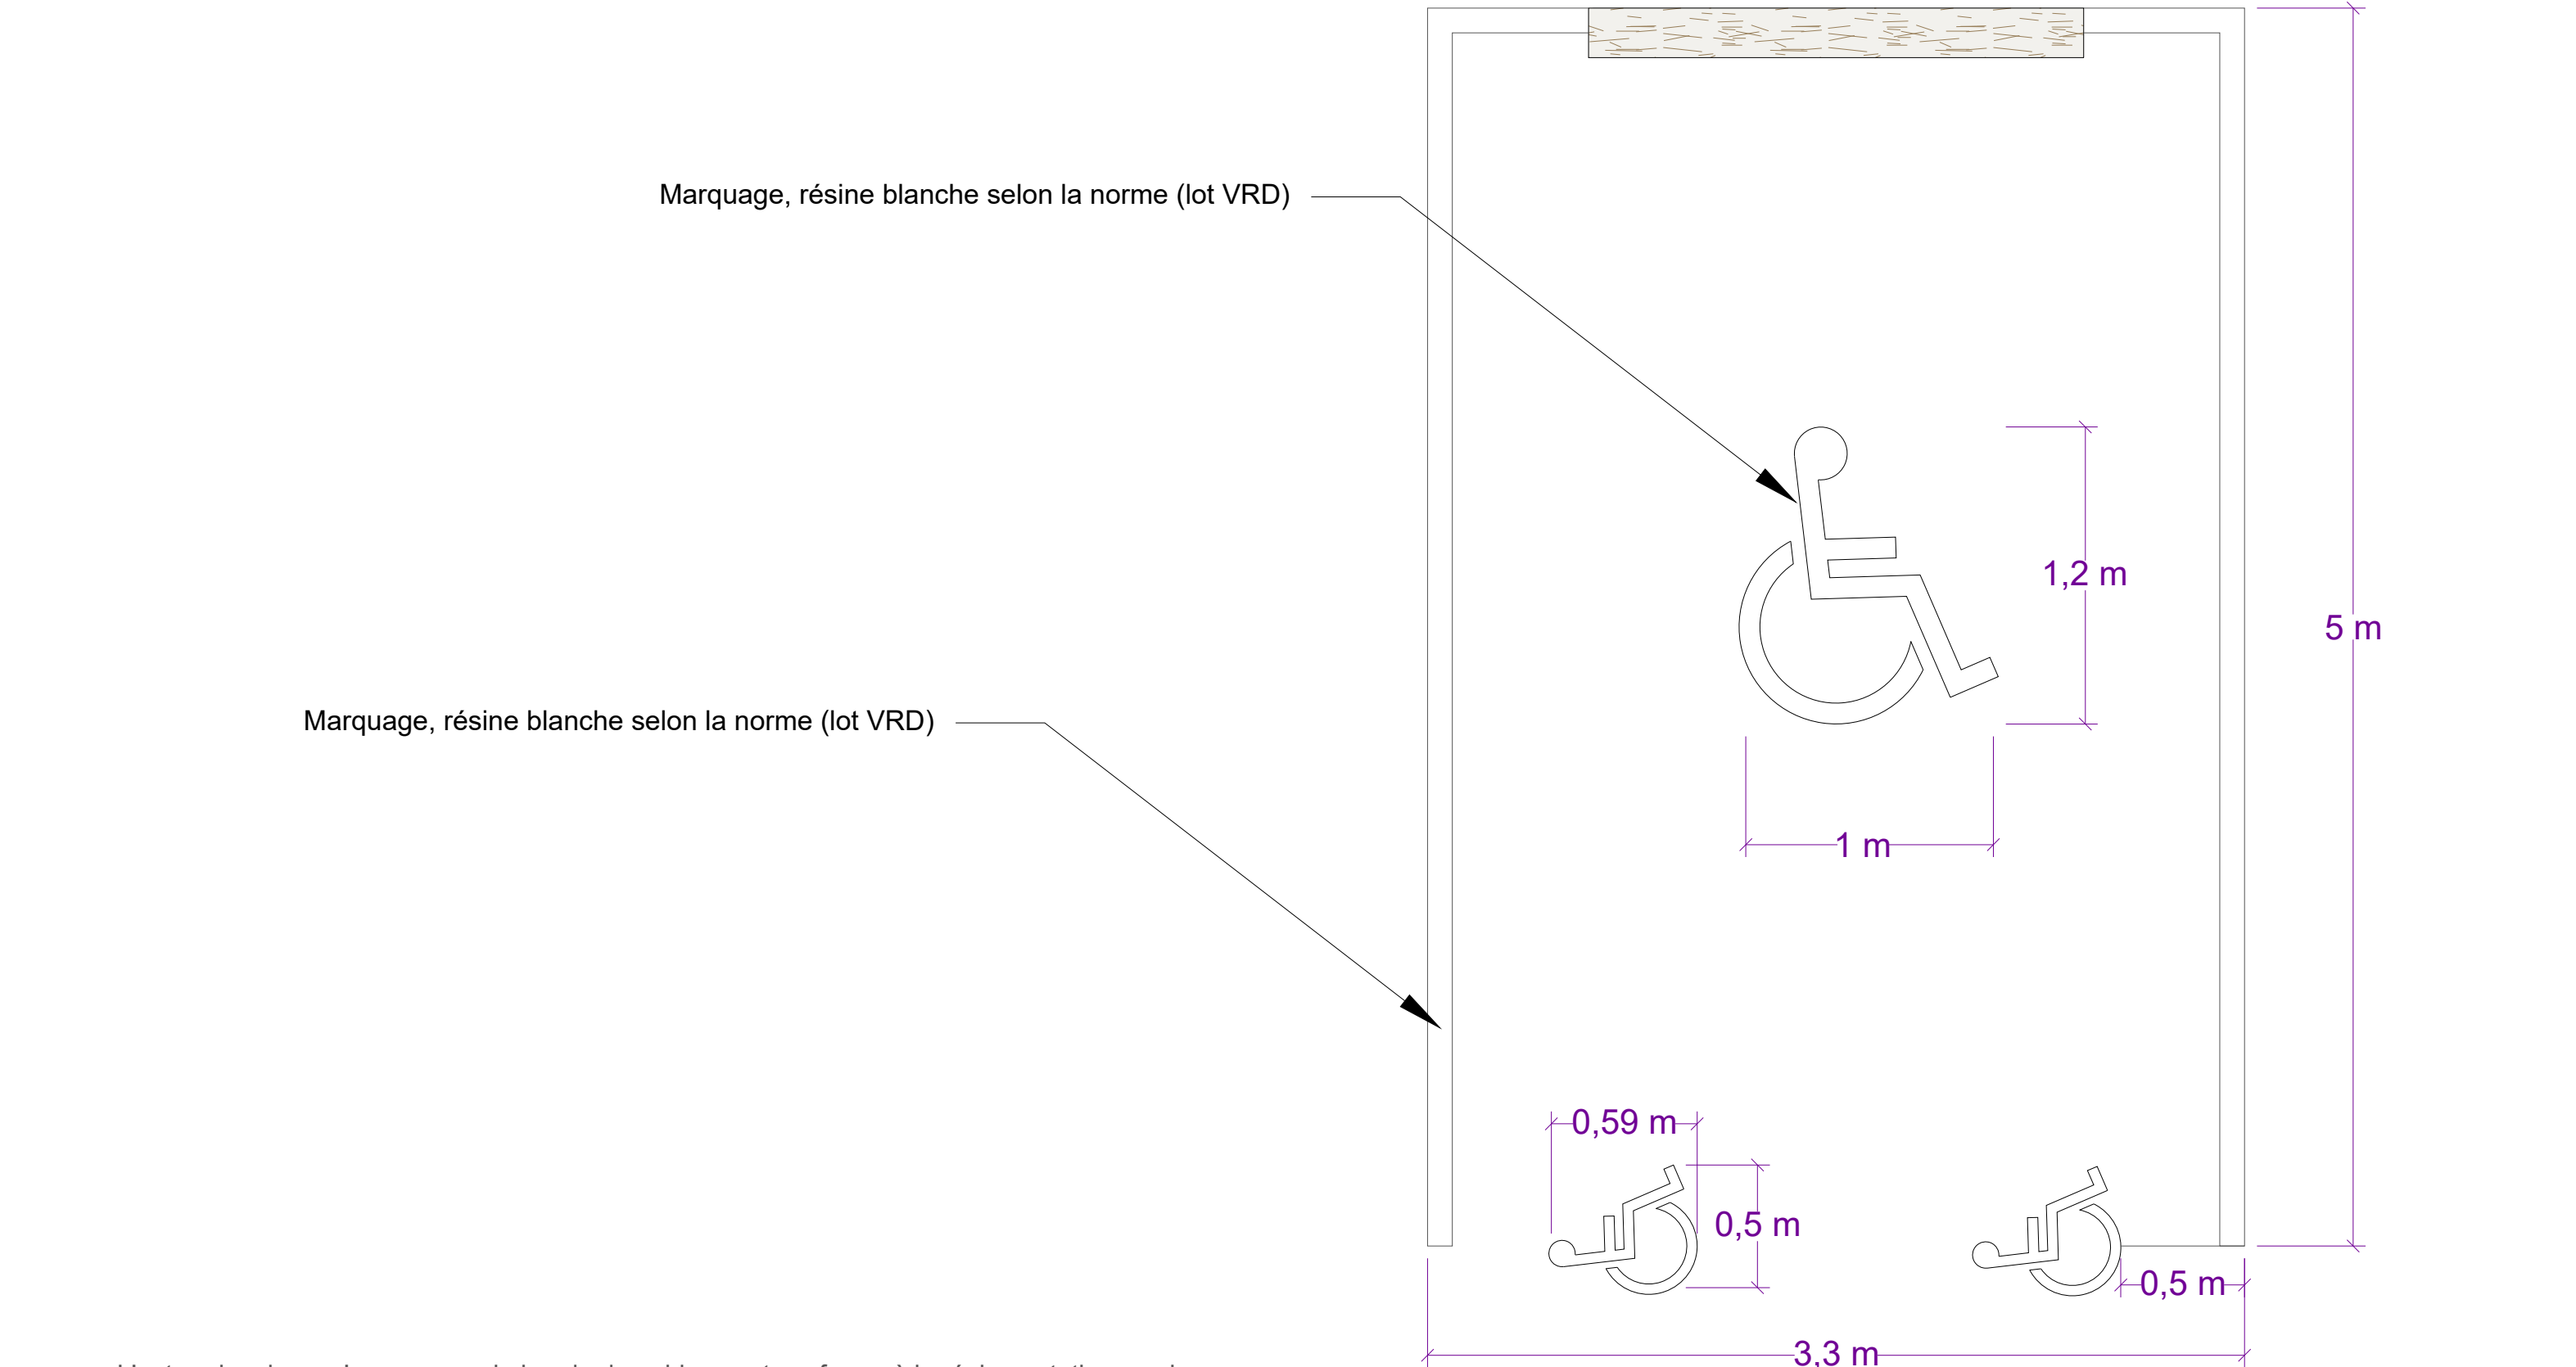 Marquage, résine blanche selon la norme (lot VRD)
1,2 m
5 m
Marquage, résine blanche selon la norme (lot VRD)
1 m
0,59 m
0,5 m
0,5 m
3,3 m